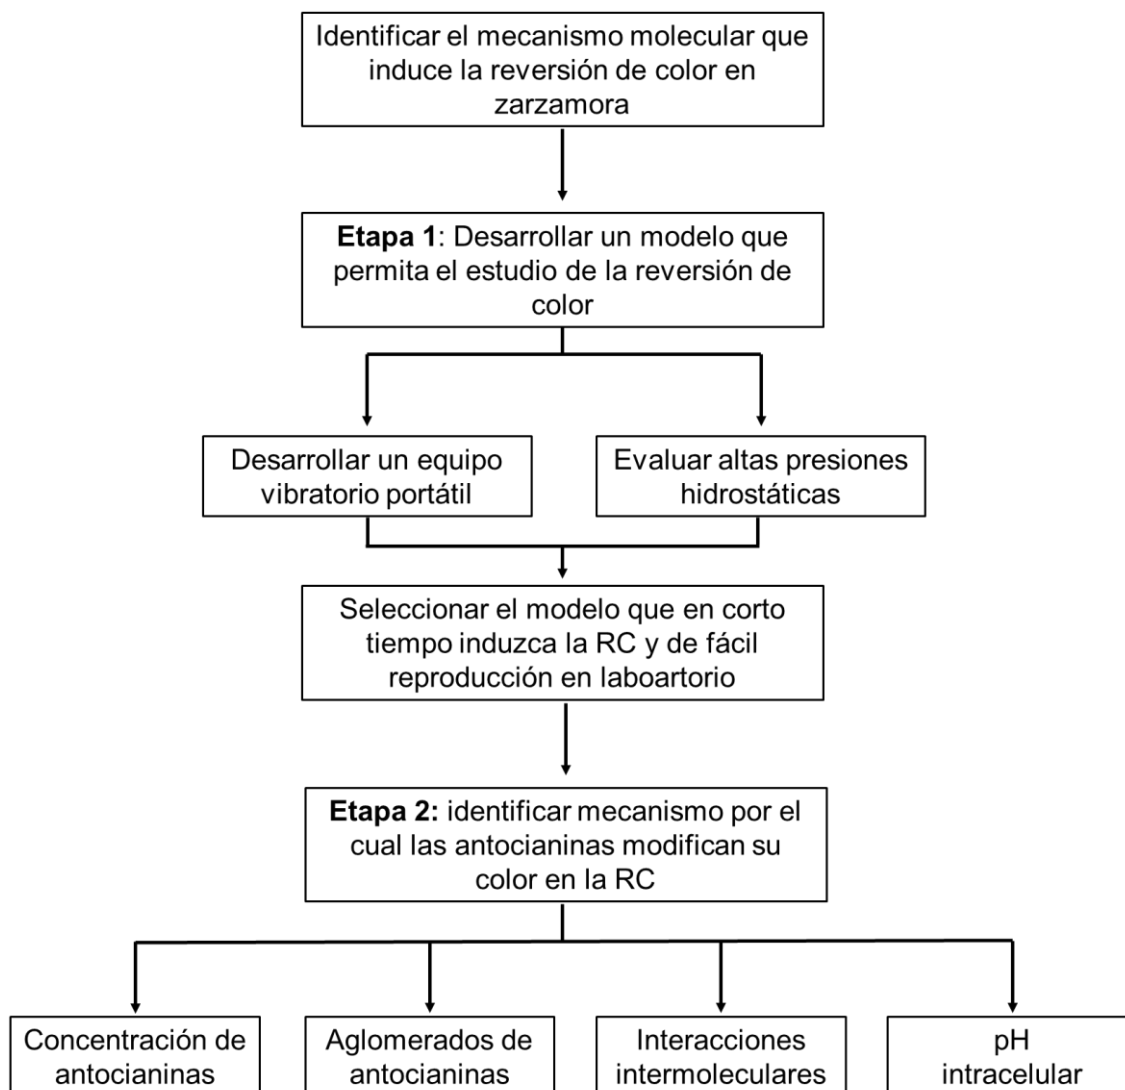 Identificar el mecanismo molecular que
induce la reversión de color en
zarzamora
Etapa 1: Desarrollar un modelo que
permita el estudio de la reversión de
color
Desarrollar un equipo
vibratorio portátil
Evaluar altas presiones
hidrostáticas
Seleccionar el modelo que en corto
tiempo induzca la RC y de fácil
reproducción en laboartorio
Etapa 2: identificar mecanismo por el
cual las antocianinas modifican su
color en la RC
Concentración de
antocianinas
Aglomerados de
antocianinas
Interacciones
intermoleculares
pH
intracelular